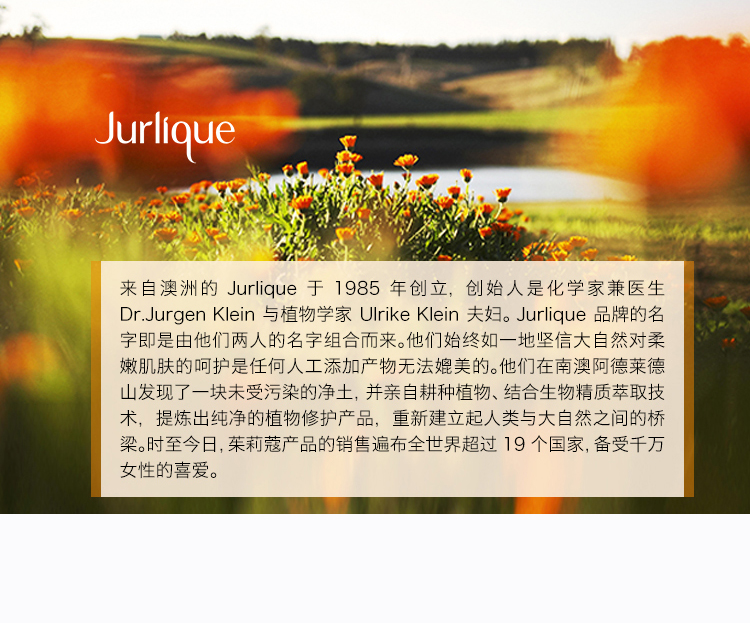 Jurlique
来自澳洲的 Jurlique 于 1985 年创立, 创始人是化学家兼医生
Dr.Jurgen Klein 与植物学家 Ulrike Klein 夫妇。Jurlique 品牌的名
字即是由他们两人的名字组合而来。他们始终如一地坚信大自然对柔
嫩肌肤的呵护是任何人工添加产物无法媲美的。他们在南澳阿德莱德
山发现了一块未受污染的净土, 并亲自耕种植物、结合生物精质萃取技
术, 提炼出纯净的植物修护产品, 重新建立起人类与大自然之间的桥
梁。时至今日, 茱莉蔻产品的销售遍布全世界超过 19 个国家, 备受千万
女性的喜爱。